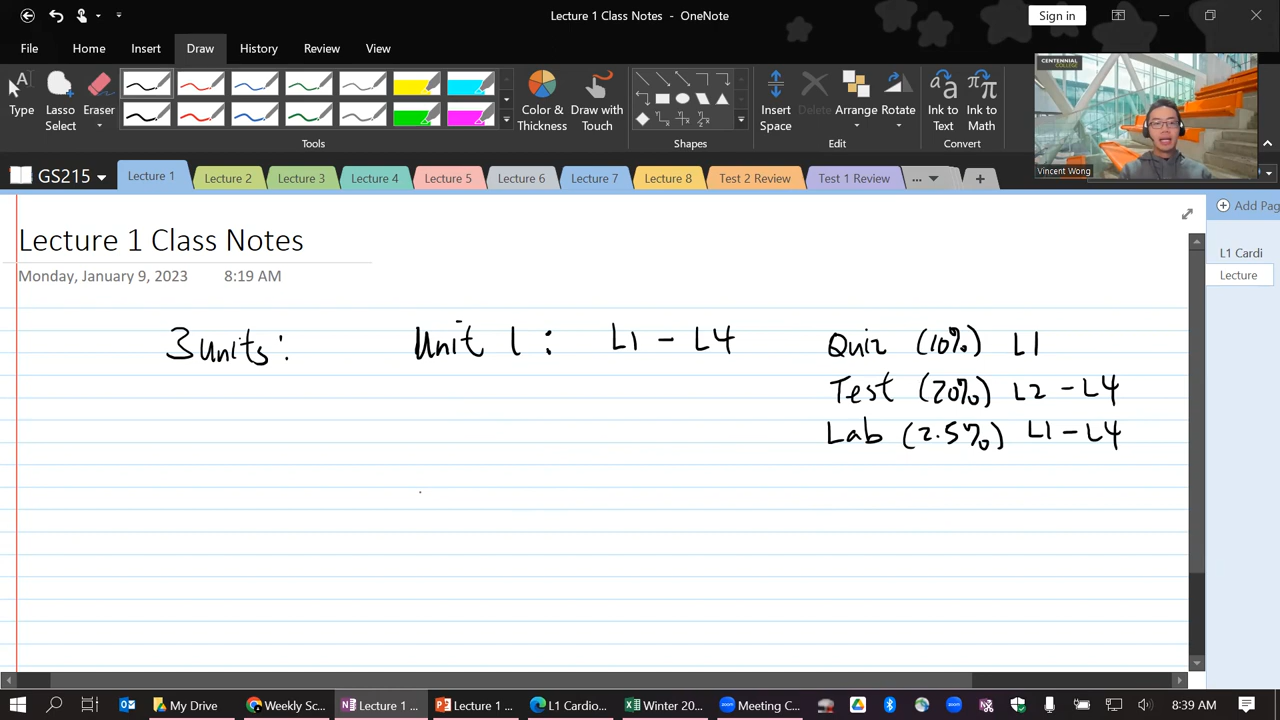 Lecture 1 Class Notes - OneNote
Sign in
File Home Insert Draw History Review View
CENTENNIAL COLLEGE
Type
Lasso Select
Eraser
Color & Thickness
Draw with Touch
Insert Space
Delete
Arrange
Rotate
Ink to Text
Ink to Math
Tools
Shapes
Edit
Convert
Vincent Wong
GS215
Lecture 1 Lecture 2 Lecture 3 Lecture 4 Lecture 5 Lecture 6 Lecture 7 Lecture 8 Test 2 Review Test 1 Review ...
Add Pag
L1 Cardi
Lecture
Lecture 1 Class Notes
Monday, January 9, 2023 8:19 AM
3 units: Unit 1: L1 - L4 Quiz (10%) L1
Test (20%) L2 - L4
Lab (2.5%) L1 - L4
My Drive
Weekly Sc...
Lecture 1 ...
Lecture 1 ...
Cardio...
Winter 20...
Meeting C...
8:39 AM